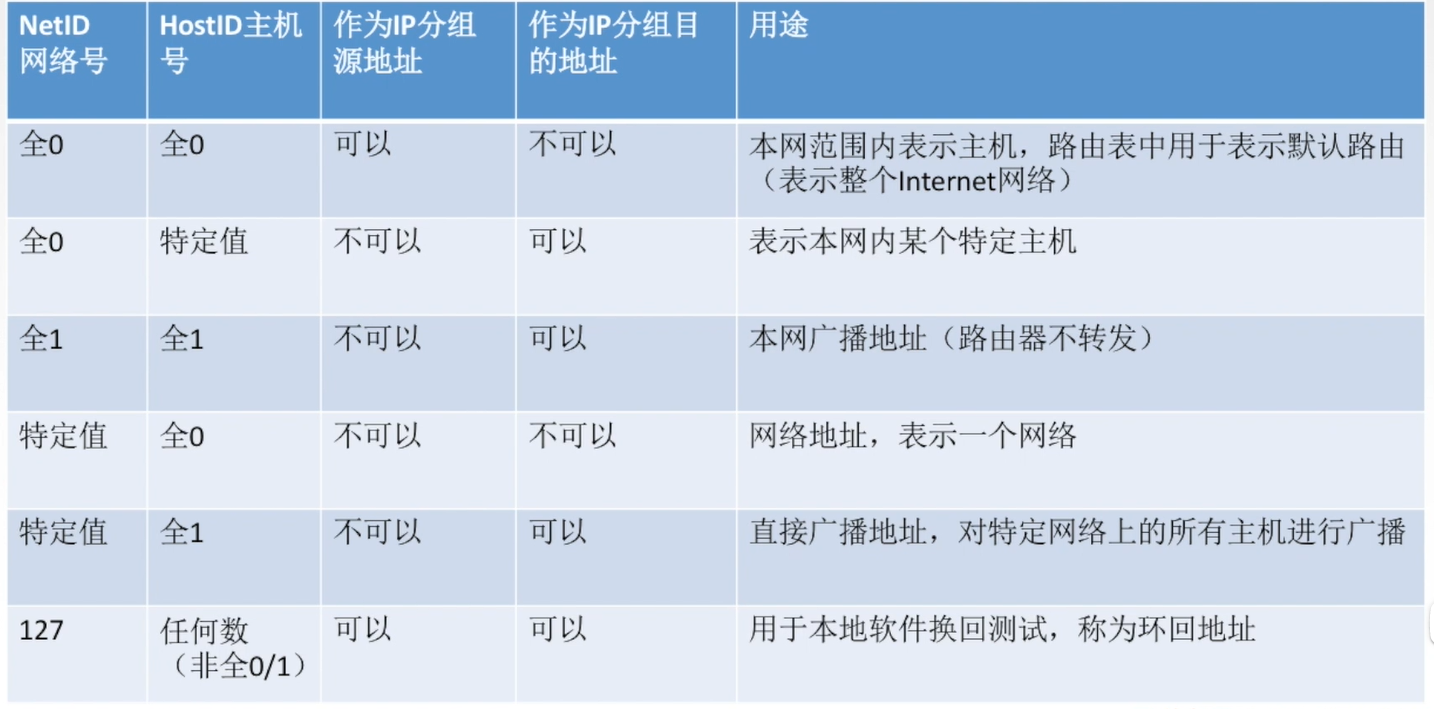 NetID
网络号
HostID主机
号
作为IP分组
源地址
作为IP分组目
的地址
用途
全0
全0
可以
不可以
本网范围内表示主机，路由表中用于表示默认路由
（表示整个Internet网络）
全0
特定值
不可以
可以
表示本网内某个特定主机
全1
全1
不可以
可以
本网广播地址（路由器不转发）
特定值
全0
不可以
不可以
网络地址，表示一个网络
特定值
全1
不可以
可以
直接广播地址，对特定网络上的所有主机进行广播
127
任何数
（非全0/1）
可以
可以
用于本地软件换回测试，称为环回地址